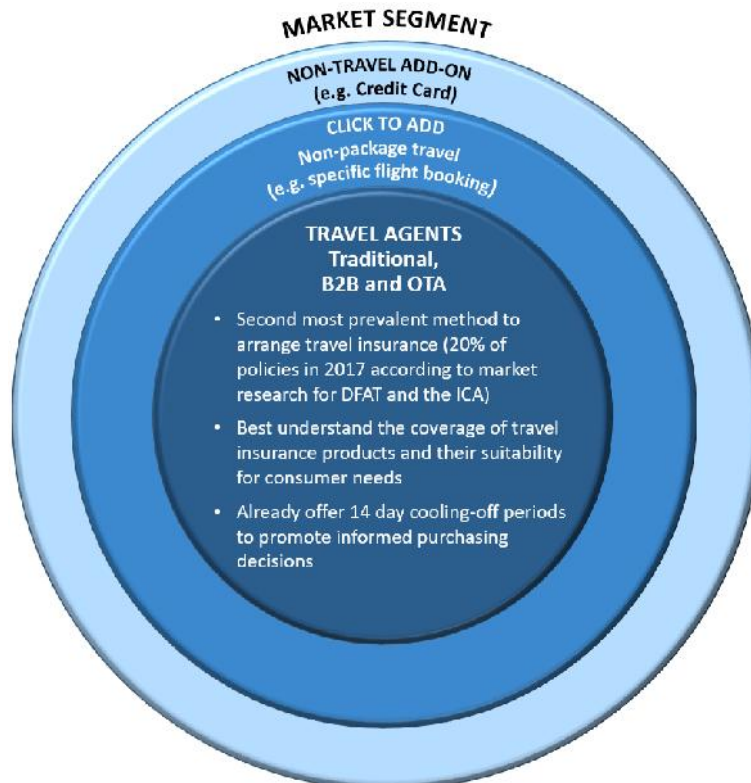 MARKET SEGMENT
NON-TRAVEL ADD-ON
(e.g. Credit Card)
CLICK TO ADD
Non-package travel
(e.g. specific flight booking)
TRAVEL AGENTS
Traditional,
B2B and OTA
• Second most prevalent method to
arrange travel insurance (20% of
policies in 2017 according to market
research for DFAT and the ICA)
• Best understand the coverage of travel
insurance products and their suitability
for consumer needs
• Already offer 14 day cooling-off periods
to promote informed purchasing
decisions